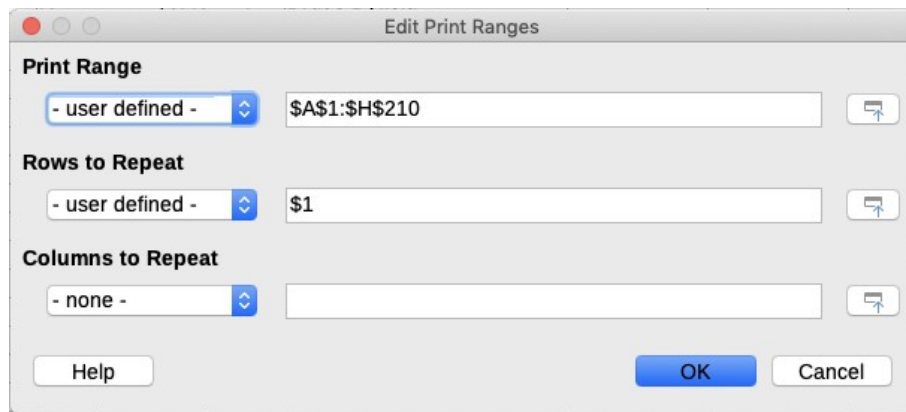 Edit Print Ranges
Print Range
- user defined - $A$1:$H$210
Rows to Repeat
- user defined - $1
Columns to Repeat
- none -
Help OK Cancel